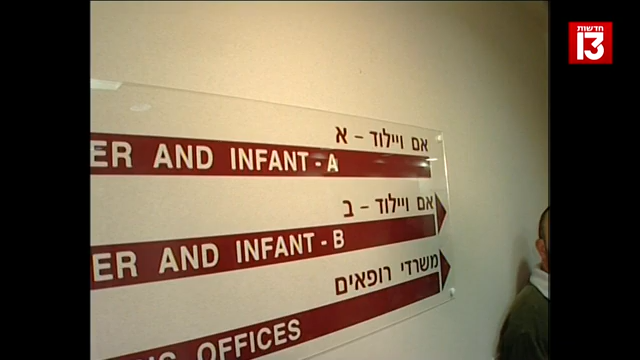 חדשות
13
אם ויילוד - א
ER AND INFANT - A
אם ויילוד - ב
ER AND INFANT - B
משרדי רופאים
OFFICES